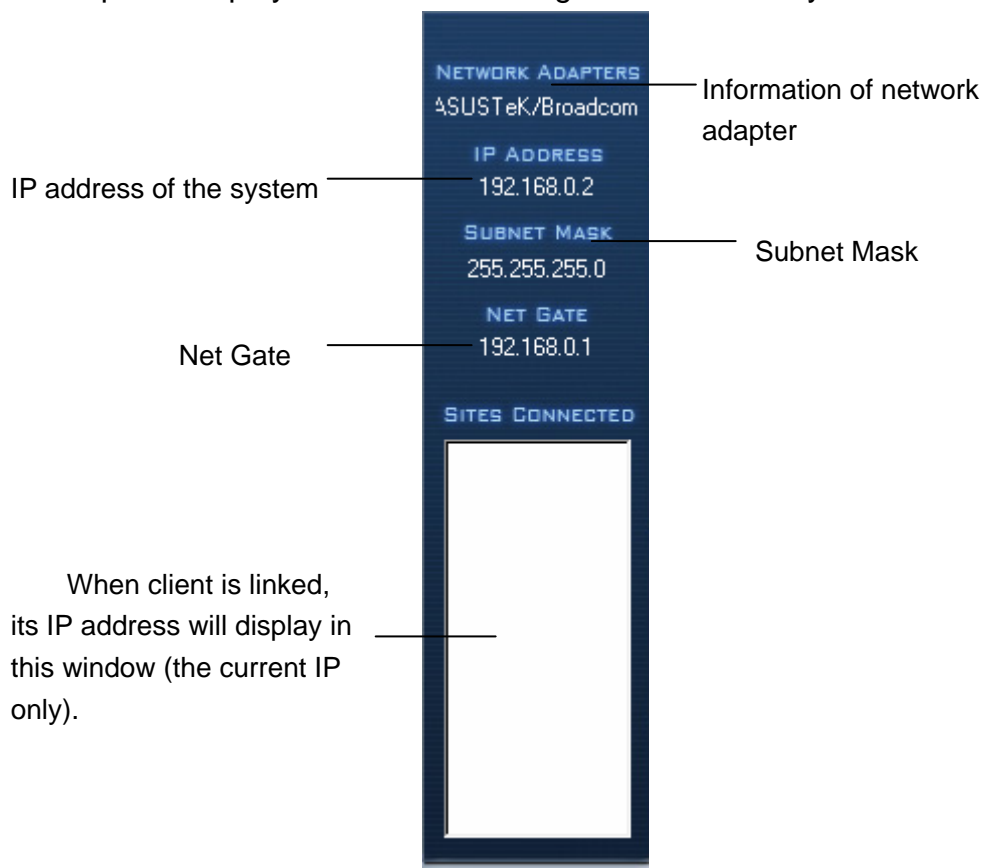 NETWORK ADAPTERS
ASUSTeK/Broadcom
Information of network
adapter
IP ADDRESS
192.168.0.2
IP address of the system
SUBNET MASK
255.255.255.0
Subnet Mask
NET GATE
192.168.0.1
Net Gate
SITES CONNECTED
When client is linked,
its IP address will display in
this window (the current IP
only).